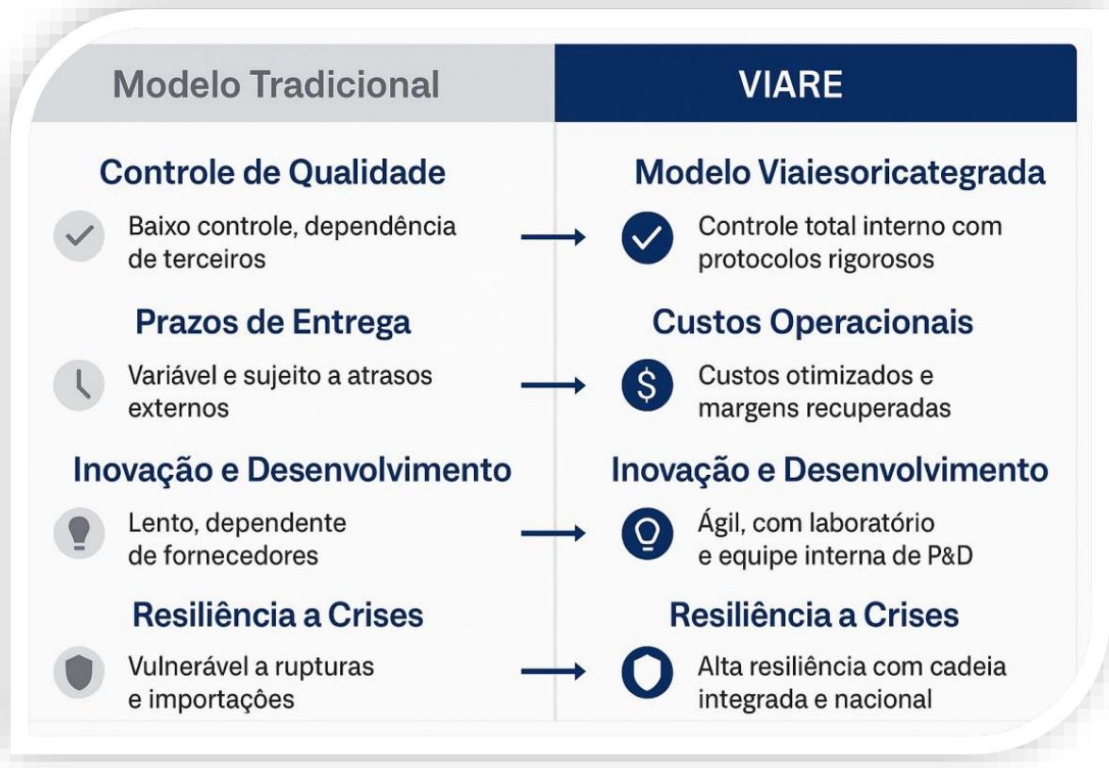 Modelo Tradicional
VIARE
Controle de Qualidade
Modelo Viaiesoricategrada
Baixo controle, dependência
de terceiros
Controle total interno com
protocolos rigorosos
Prazos de Entrega
Custos Operacionais
Variável e sujeito a atrasos
externos
$
Custos otimizados e
margens recuperadas
Inovação e Desenvolvimento
Inovação e Desenvolvimento
Lento, dependente
de fornecedores
Ágil, com laboratório
e equipe interna de P&D
Resiliência a Crises
Resiliência a Crises
Vulnerável a rupturas
e importações
Alta resiliência com cadeia
integrada e nacional